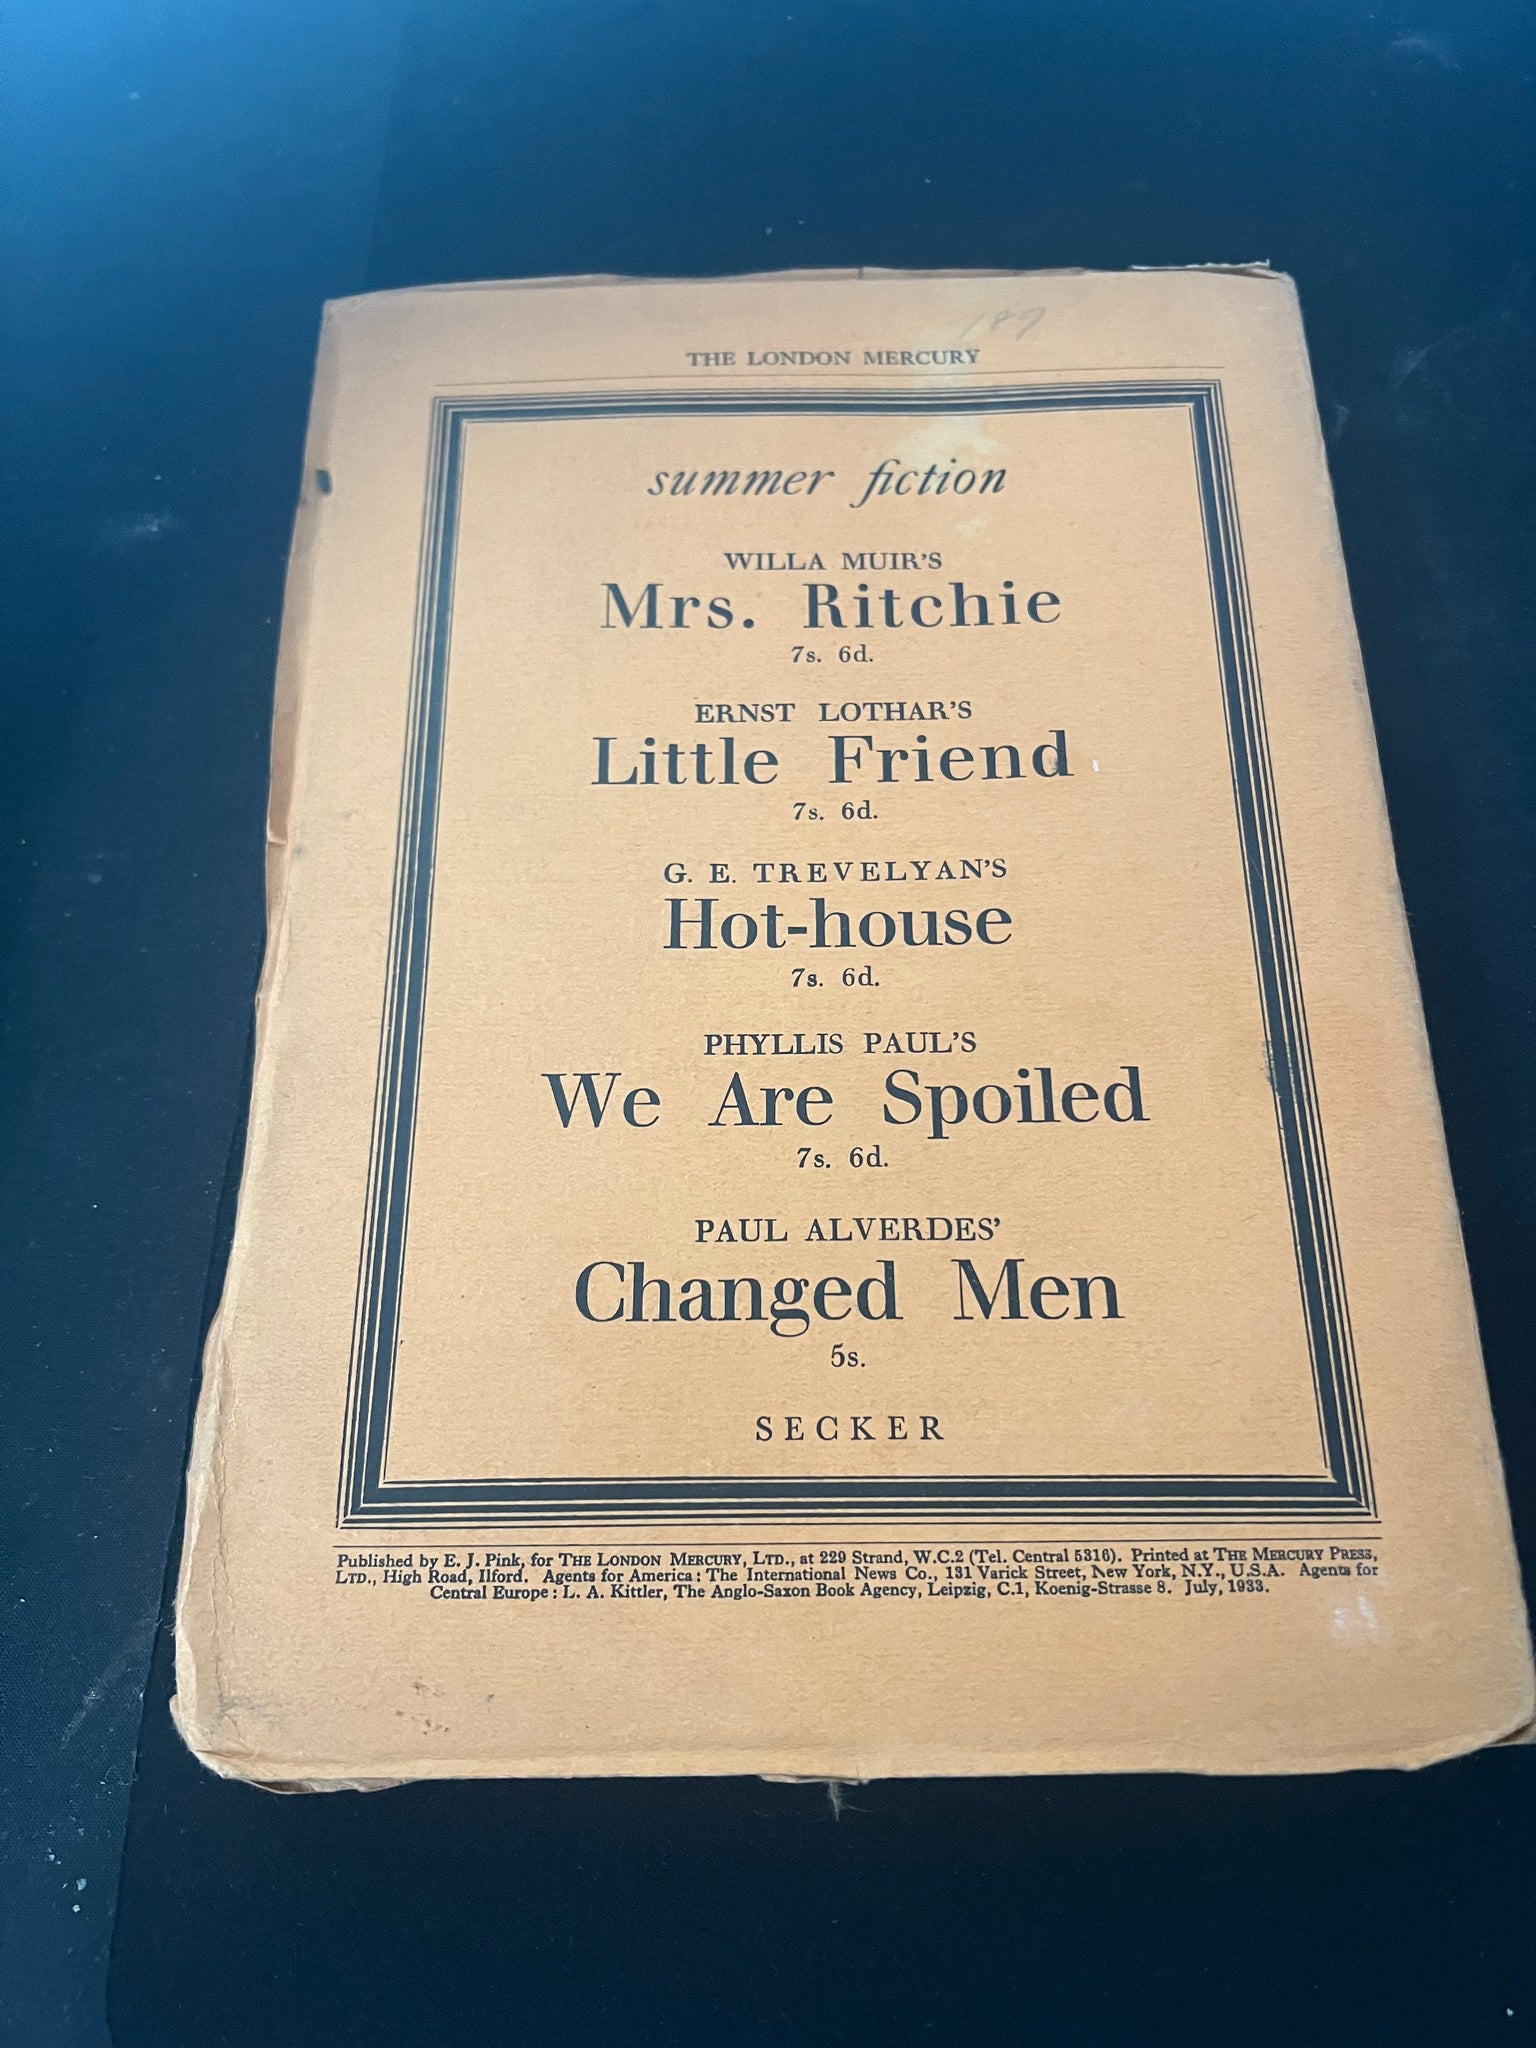 189
THE LONDON MERCURY
summer fiction
WILLA MUIR'S
Mrs. Ritchie
7s. 6d.
ERNST LOTHAR'S
Little Friend
7s. 6d.
G. E. TREVELYAN'S
Hot-house
7s. 6d.
PHYLLIS PAUL'S
We Are Spoiled
7s. 6d.
PAUL ALVERDES'
Changed Men
5s.
SECKER
Published by E. J. Pink, for THE LONDON MERCURY, LTD., at 229 Strand, W.C.2 (Tel. Central 5316). Printed at THE MERCURY PRESS,
LTD., High Road, Ilford. Agents for America: The International News Co., 131 Varick Street, New York, N.Y., U.S.A. Agents for
Central Europe: L. A. Kittler, The Anglo-Saxon Book Agency, Leipzig, C.1, Koenig-Strasse 8. July, 1933.